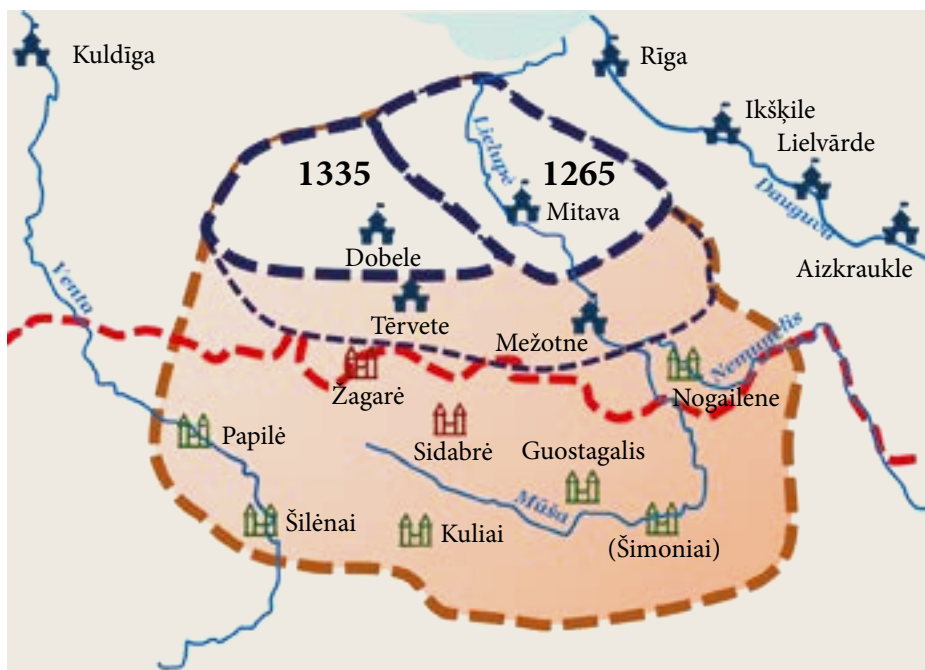 Kuldīga
Rīga
Ikšķile
Lielvārde
Lielupė
1335
1265
Mitava
Dauguva
Dobele
Aizkraukle
Venta
Tērvete
Mežotne
Nemunėlis
Žagarė
Nogailene
Papilė
Sidabrė
Guostagalis
Mūša
Šilėnai
Kuliai
(Šimoniai)